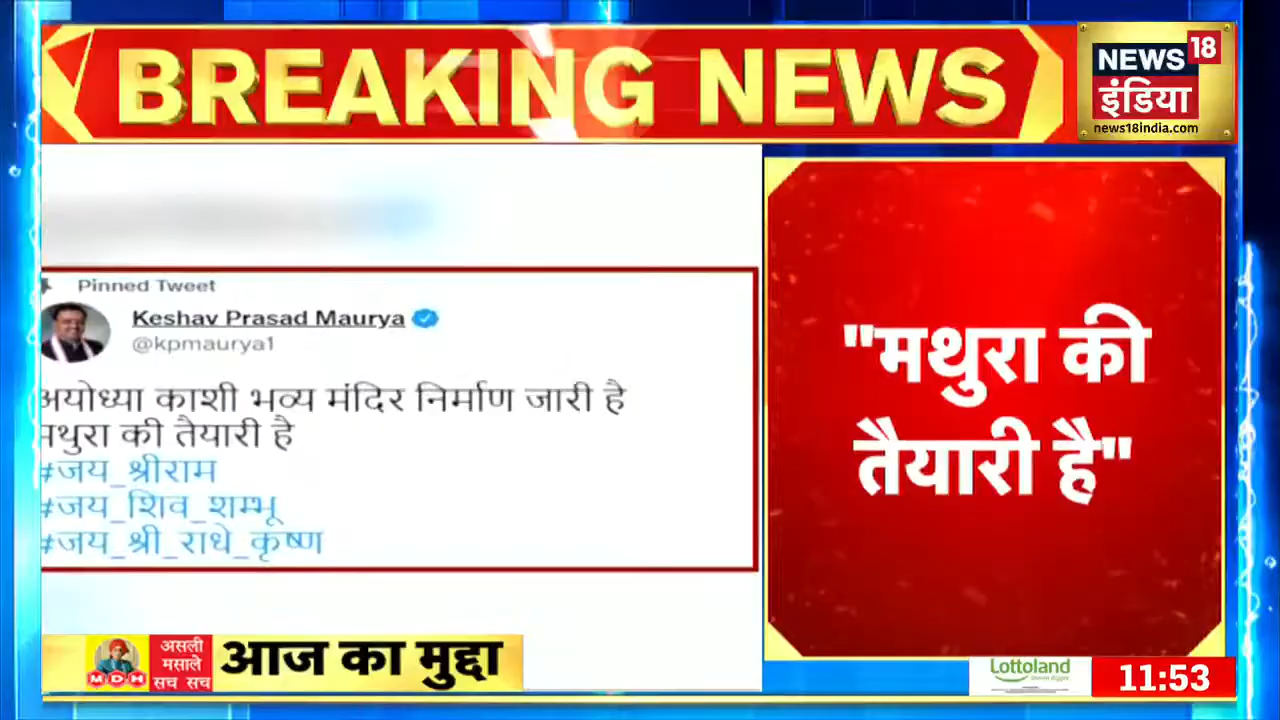 BREAKING NEWS
NEWS 18
इंडिया
news18india.com
Pinned Tweet
Keshav Prasad Maurya
@kpmaurya1
अयोध्या काशी भव्य मंदिर निर्माण जारी है
मथुरा की तैयारी है
#जय_श्रीराम
#जय_शिव_शम्भू
#जय_श्री_राधे_कृष्ण
"मथुरा की
तैयारी है"
MDH
असली
मसाले
सच सच
आज का मुद्दा
Lottoland
11:53